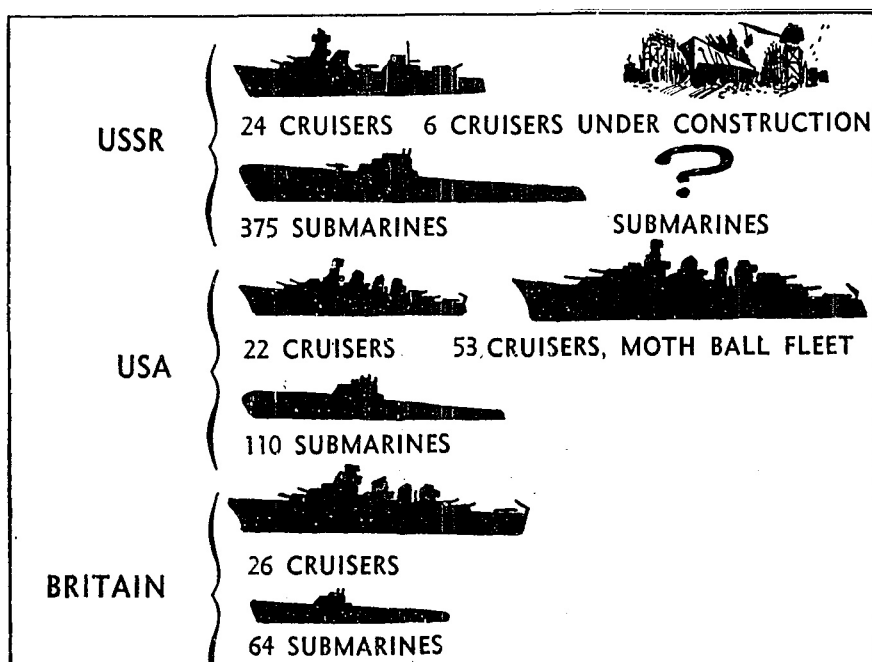 USSR
24 CRUISERS 6 CRUISERS UNDER CONSTRUCTION
?
375 SUBMARINES SUBMARINES
USA
22 CRUISERS 53 CRUISERS, MOTH BALL FLEET
110 SUBMARINES
BRITAIN
26 CRUISERS
64 SUBMARINES